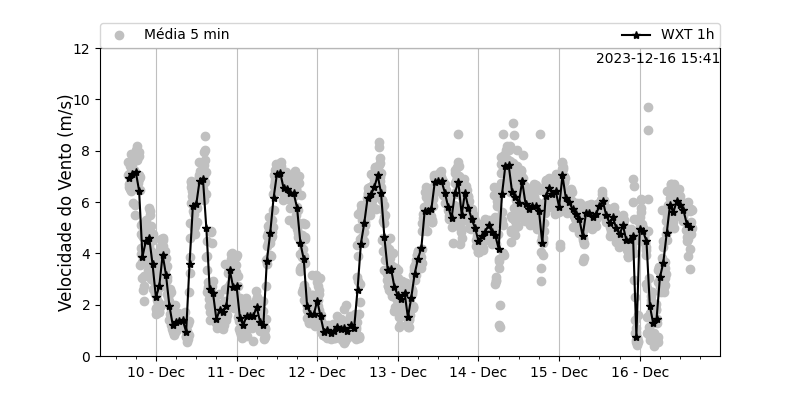 Média 5 min
WXT 1h
2023-12-16 15:41
Velocidade do Vento (m/s)
12
10
8
6
4
2
0
10 - Dec
11 - Dec
12 - Dec
13 - Dec
14 - Dec
15 - Dec
16 - Dec